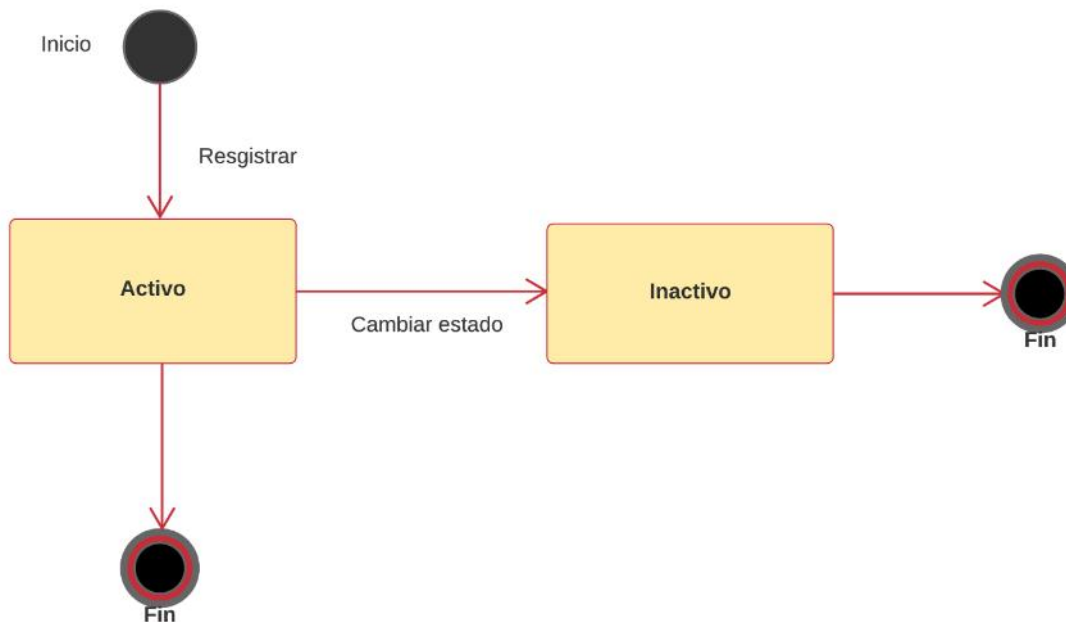 Inicio
Resgistrar
Activo
Inactivo
Cambiar estado
Fin
Fin